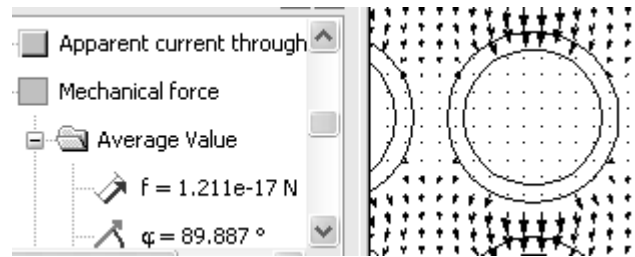 Apparent current through
Mechanical force
Average Value
f = 1.211e-17 N
φ = 89.887 °